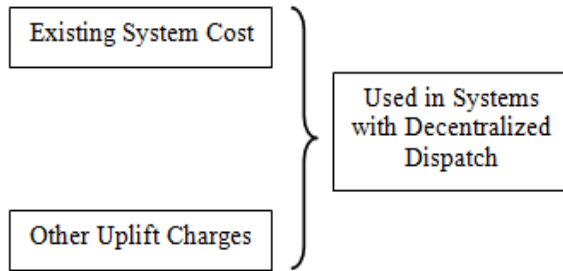 Existing System Cost
Used in Systems
with Decentralized
Dispatch
Other Uplift Charges